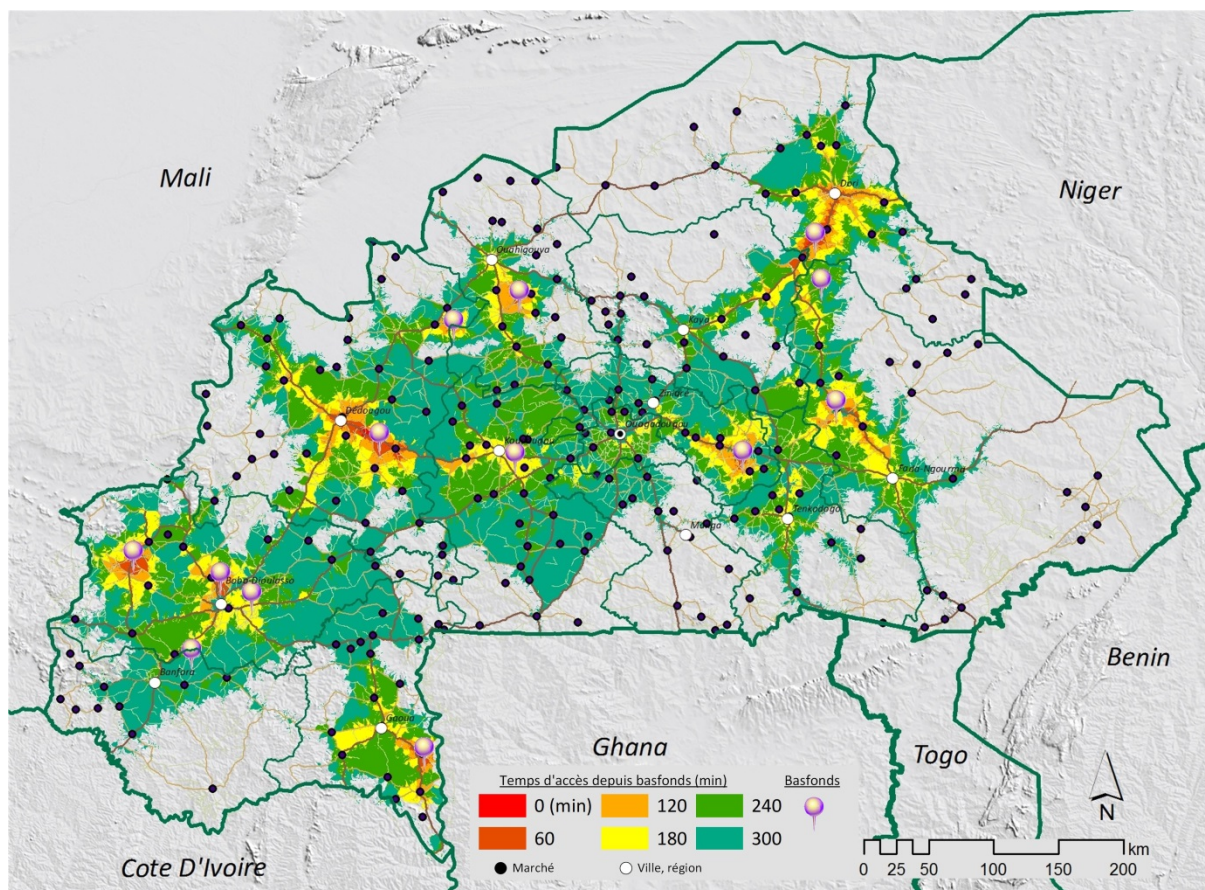 Mali
Niger
Dori
Ouahigouya
Kaya
Ziniaré
Dedougou
Ouagadougou
Koudougou
Fada-Ngourma
Tenkodogo
Manga
Bobo-Dioulasso
Banfora
Gaoua
Benin
Ghana
Togo
Cote D'Ivoire
Temps d'accès depuis basfonds (min)
Basfonds
0 (min)
120
240
60
180
300
Marché
Ville, région
N
km
0 25 50 100 150 200